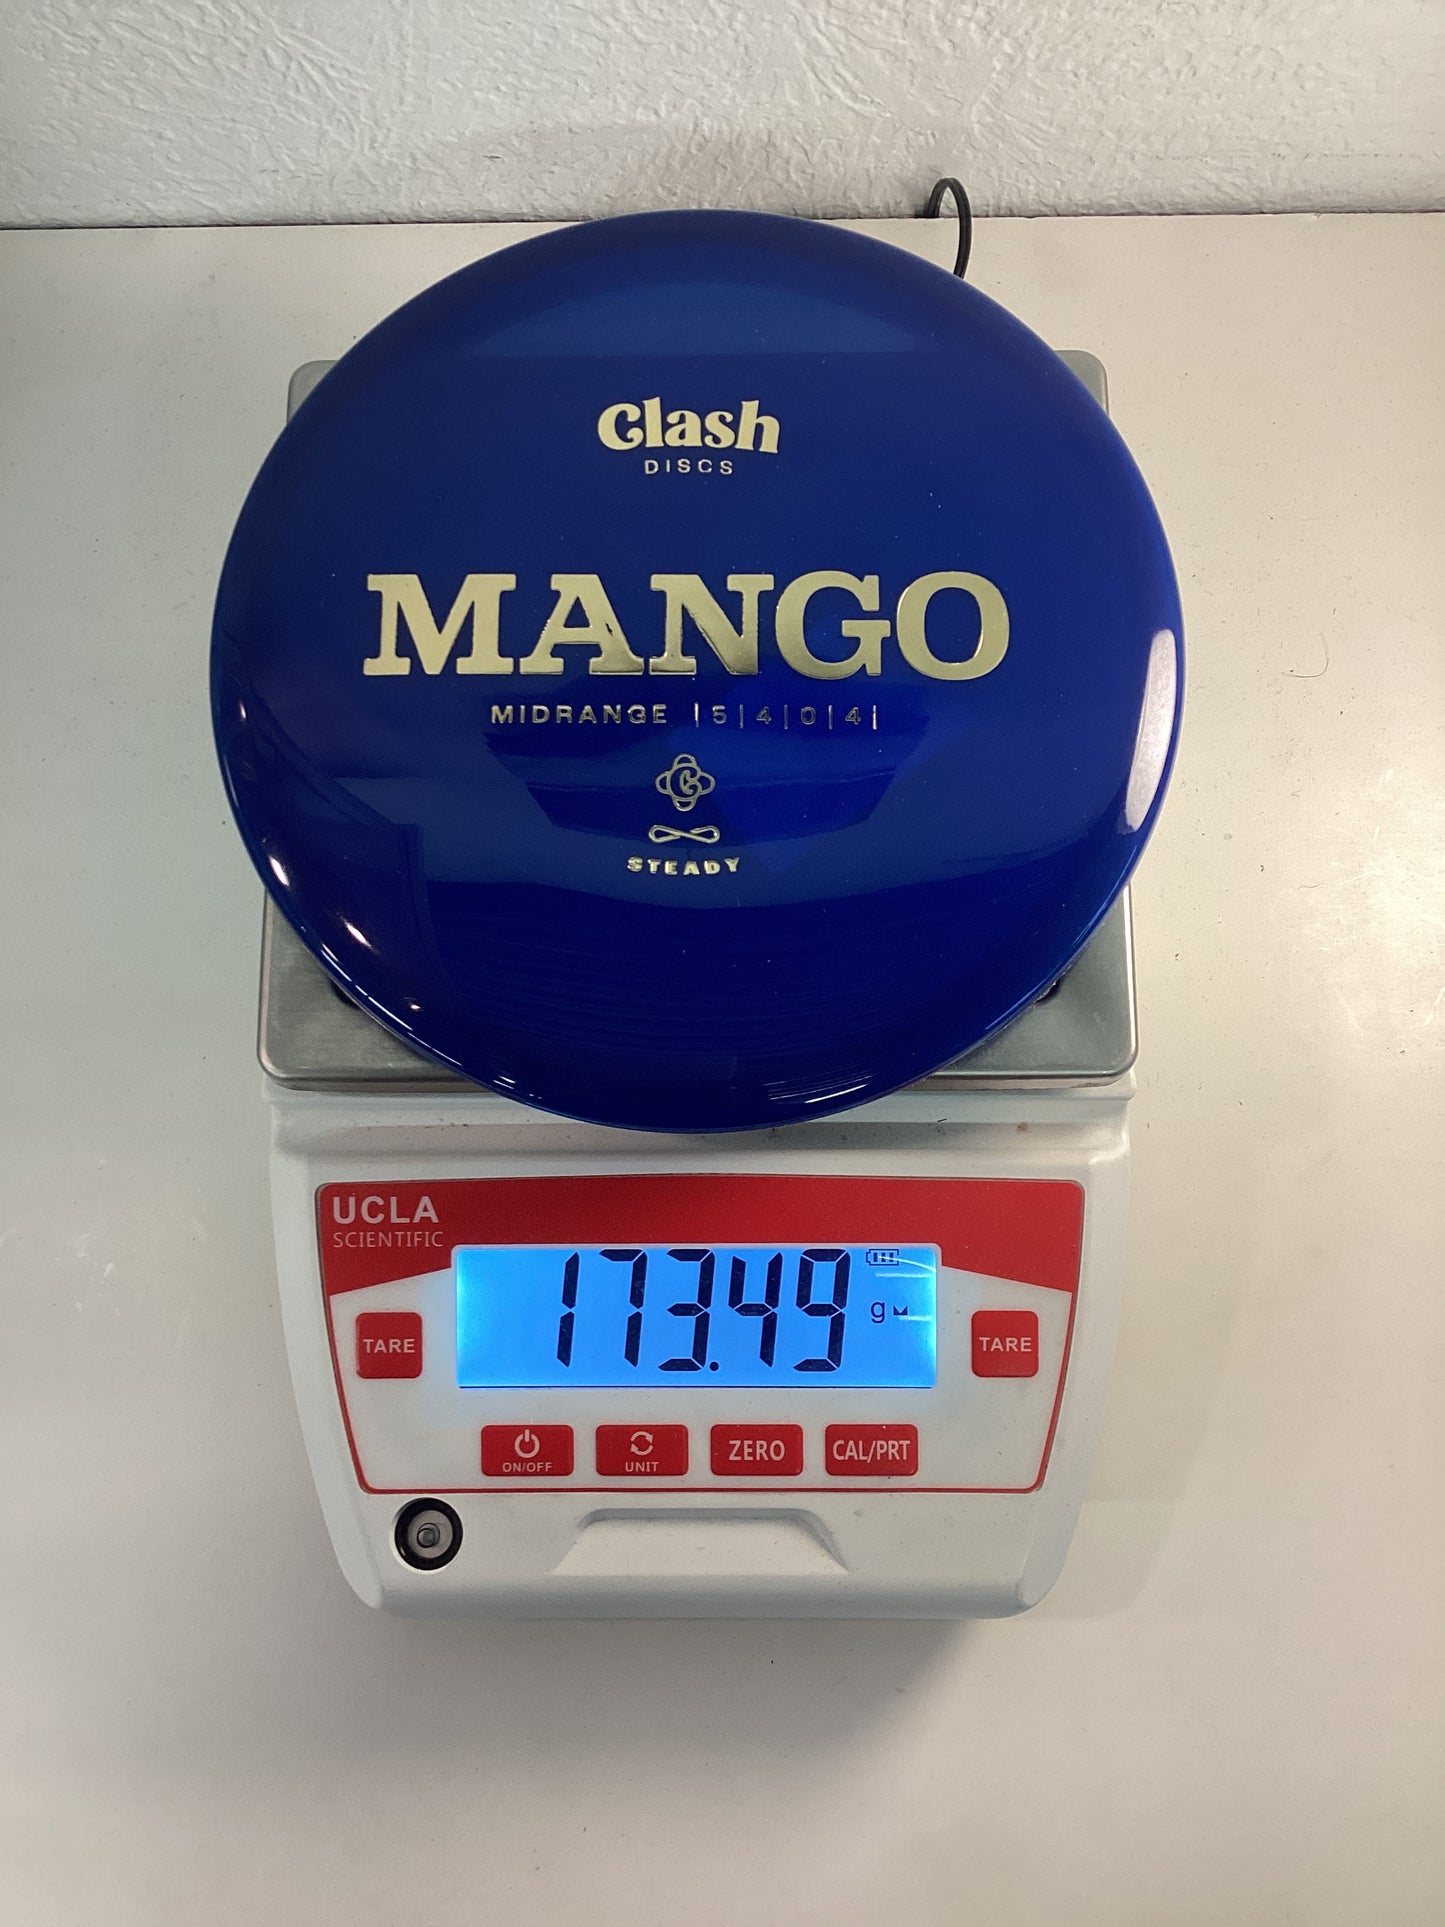 Clash
DISCS
MANGO
MIDRANGE |5|4|0|4|
STEADY
UCLA
SCIENTIFIC
173.49 g
TARE
TARE
ON/OFF
UNIT
ZERO
CAL/PRT